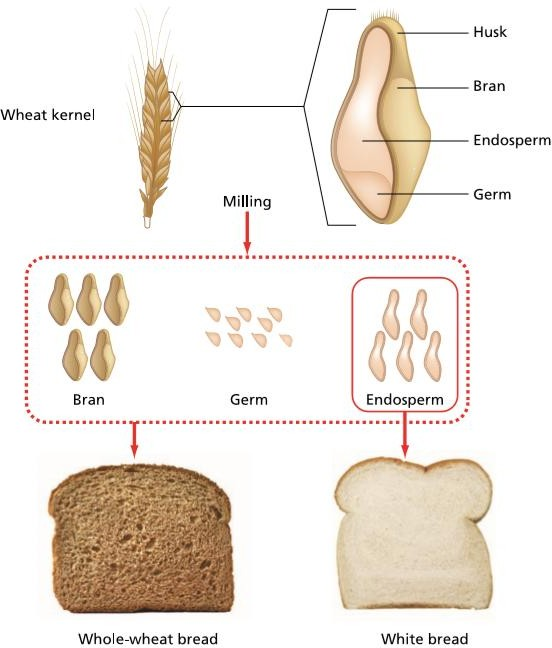 Husk
Bran
Wheat kernel
Endosperm
Germ
Milling
Bran
Germ
Endosperm
Whole-wheat bread
White bread